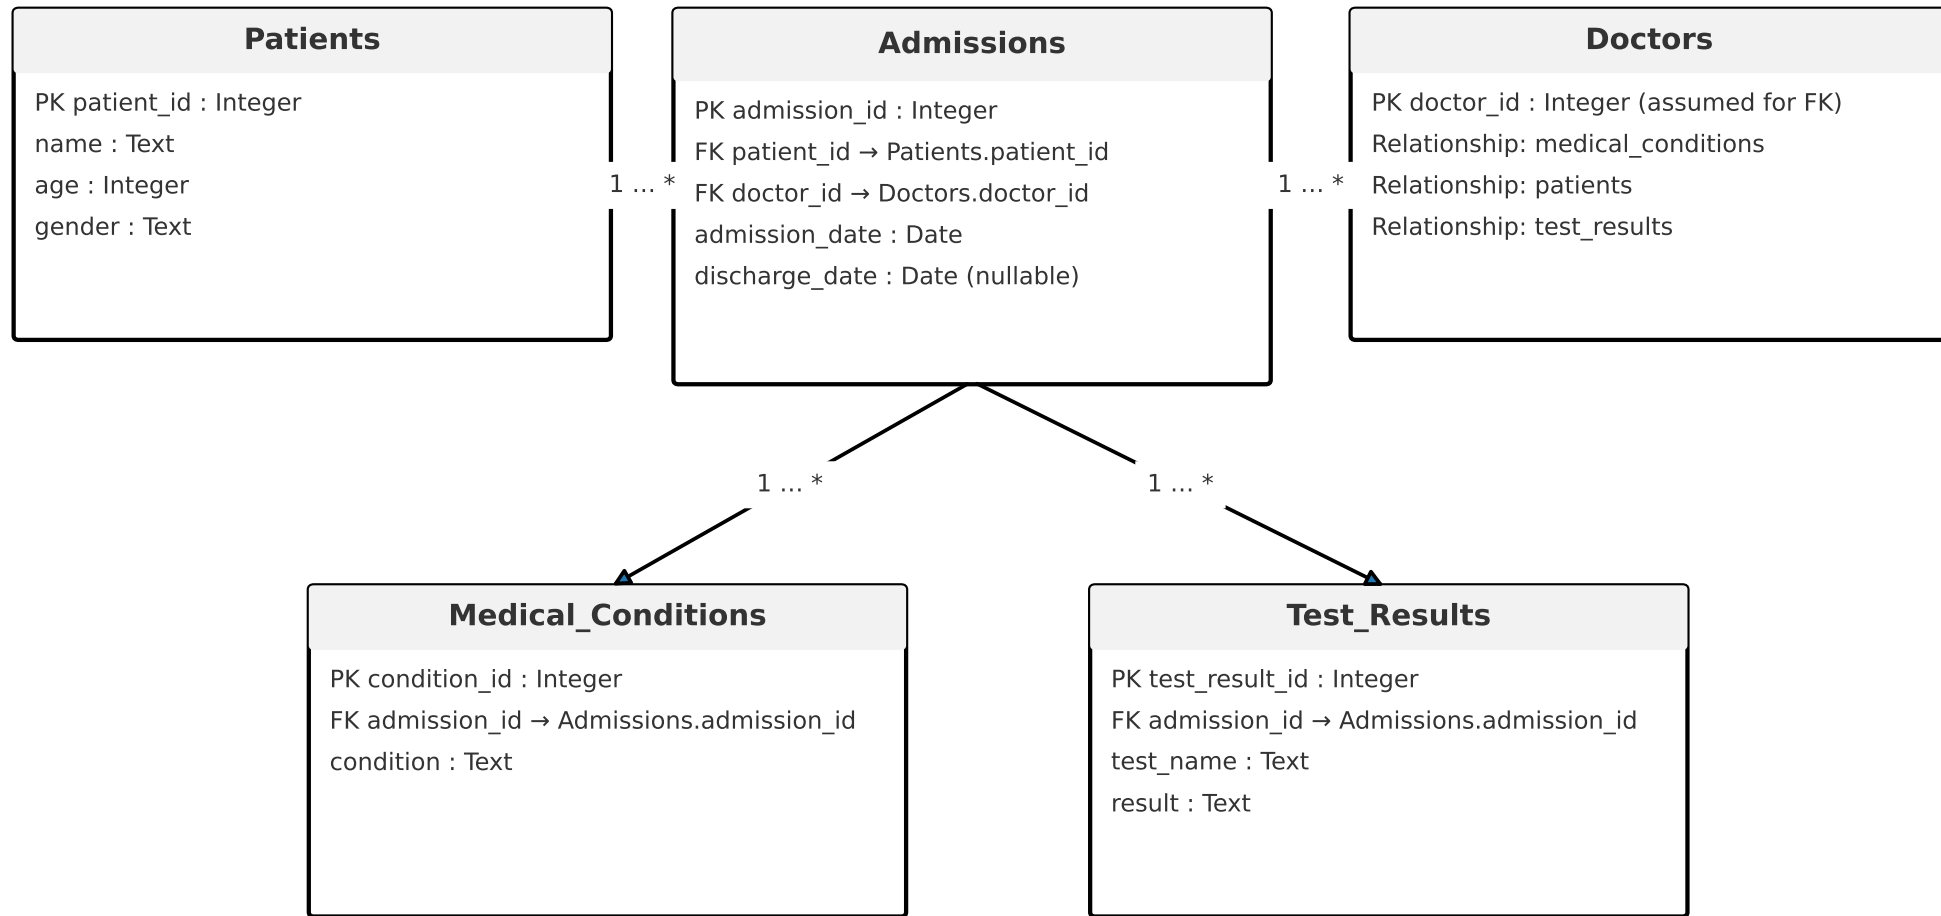 Patients
PK patient_id : Integer
name : Text
age : Integer
gender : Text
1 ... *
Admissions
PK admission_id : Integer
FK patient_id → Patients.patient_id
FK doctor_id → Doctors.doctor_id
admission_date : Date
discharge_date : Date (nullable)
1 ... *
Doctors
PK doctor_id : Integer (assumed for FK)
Relationship: medical_conditions
Relationship: patients
Relationship: test_results
1 ... *
1 ... *
Medical_Conditions
PK condition_id : Integer
FK admission_id → Admissions.admission_id
condition : Text
Test_Results
PK test_result_id : Integer
FK admission_id → Admissions.admission_id
test_name : Text
result : Text